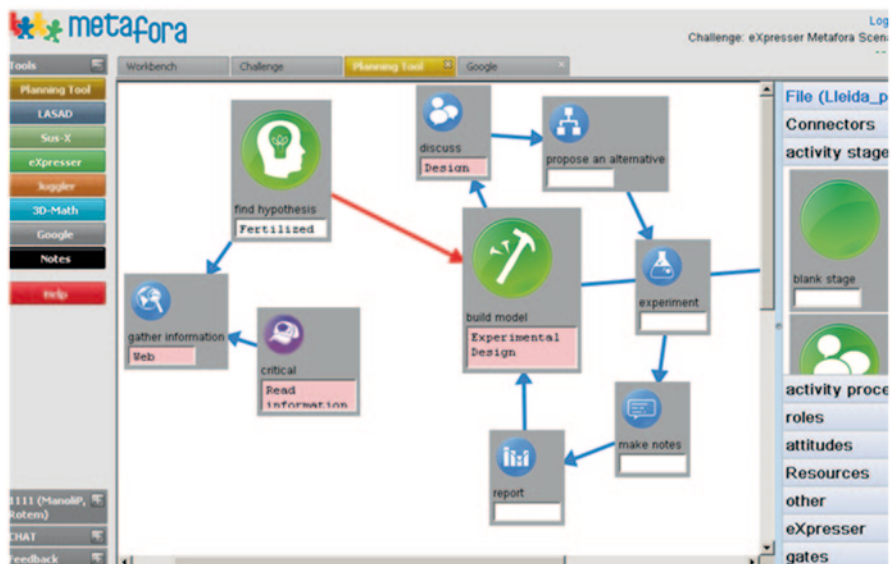 metafora
Log
Challenge: eXpresser Metafora Scen
Tools
Planning Tool
LASAD
Sus-X
eXpresser
Juggler
3D-Math
Google
Notes
Help
1111 (ManoliP,
Rotem)
CHAT
Feedback
Workbench
Challenge
Planning Tool
Google
find hypothesis
Fertilized
discuss
Design
propose an alternative
gather information
Web
critical
Read
information
build model
Experimental
Design
experiment
make notes
report
File (Lleida_p
Connectors
activity stage
blank stage
activity proce
roles
attitudes
Resources
other
eXpresser
gates